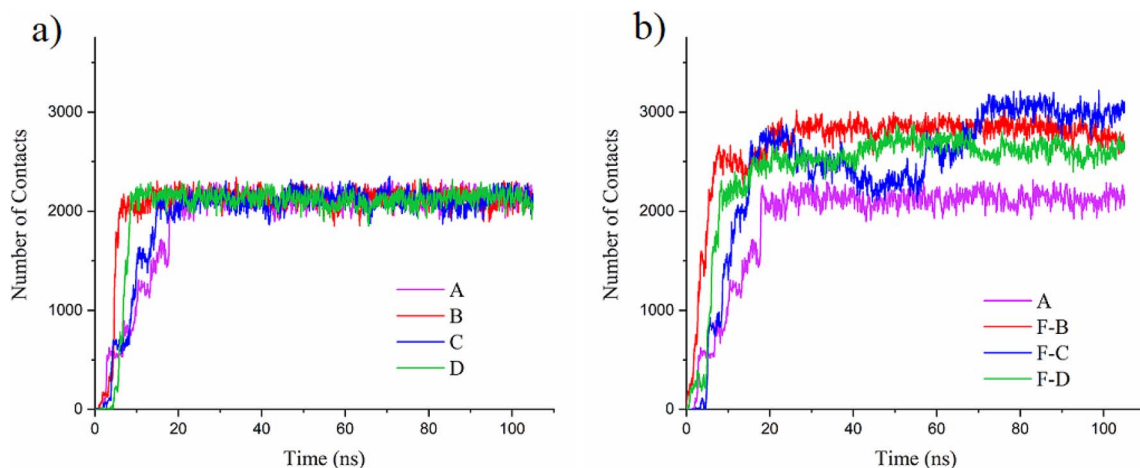 a)
Number of Contacts
3000
2000
1000
0
A
B
C
D
0 20 40 60 80 100
Time (ns)
b)
Number of Contacts
3000
2000
1000
0
A
F-B
F-C
F-D
0 20 40 60 80 100
Time (ns)